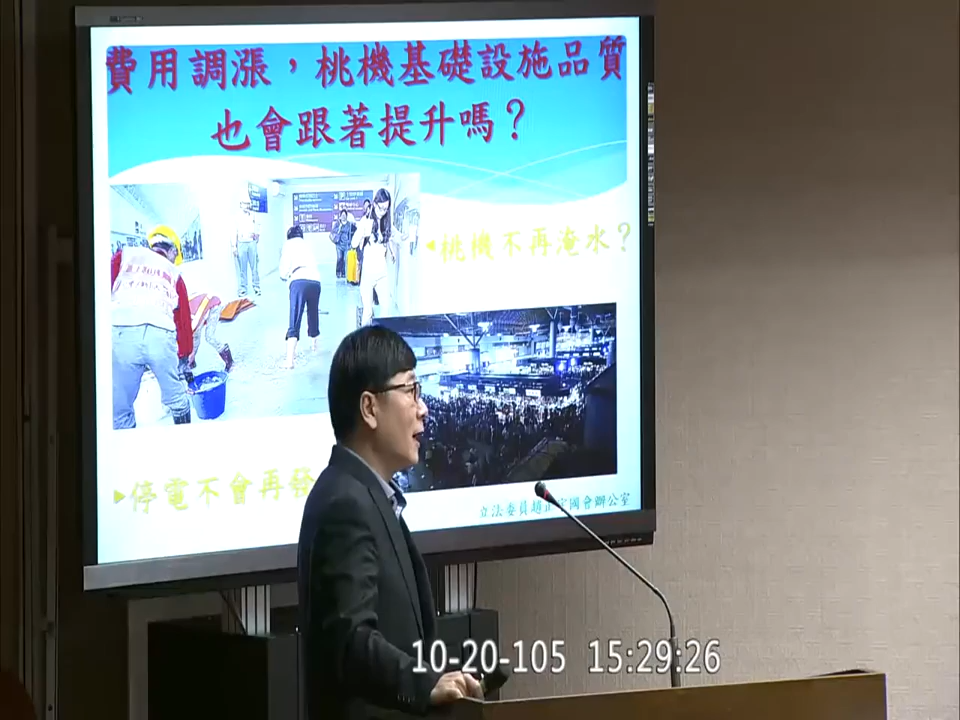 費用調漲，桃機基礎設施品質
也會跟著提升嗎？
◀桃機不再淹水？
▶停電不會再發
立法委員趙正宇國會辦公室
10-20-105 15:29:26